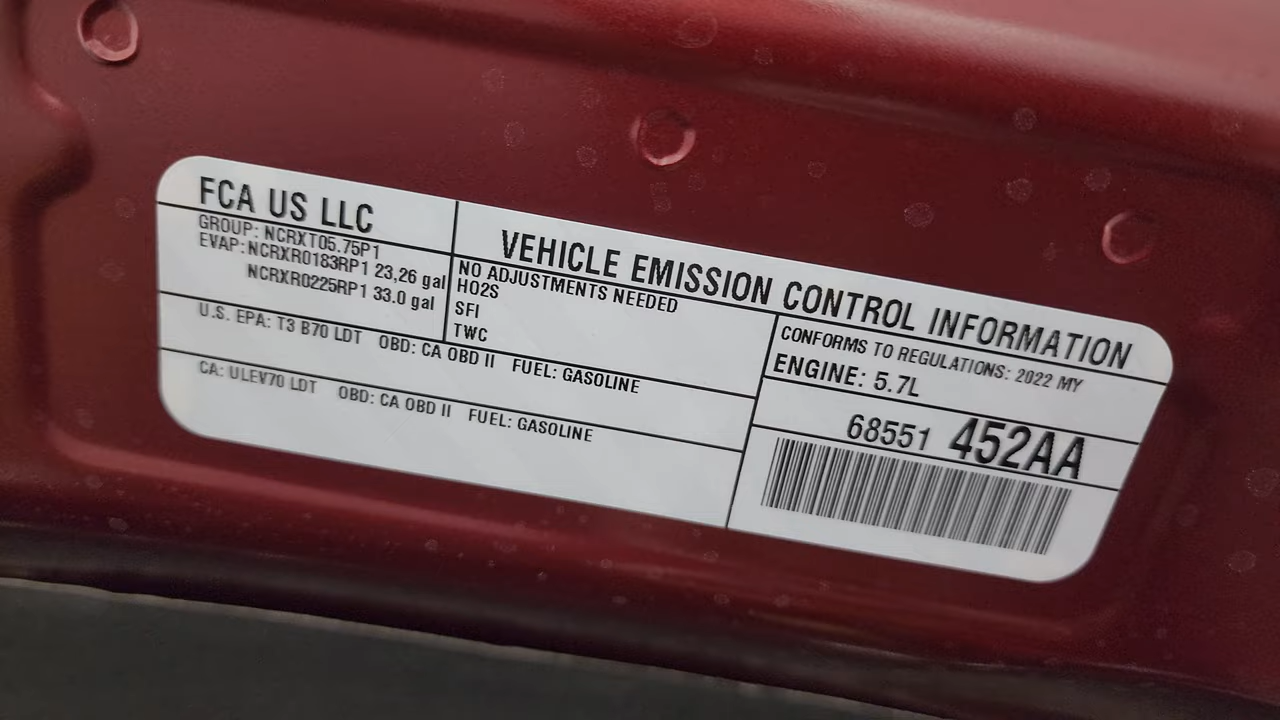 FCA US LLC
GROUP: NCRXT05.75P1
EVAP: NCRXR0183RP1 23,26 gal
NCRXR0225RP1 33.0 gal
VEHICLE EMISSION CONTROL INFORMATION
NO ADJUSTMENTS NEEDED
HO2S
SFI
TWC
CONFORMS TO REGULATIONS: 2022 MY
ENGINE: 5.7L
U.S. EPA: T3 B70 LDT OBD: CA OBD II FUEL: GASOLINE
CA: ULEV70 LDT OBD: CA OBD II FUEL: GASOLINE
68551 452AA